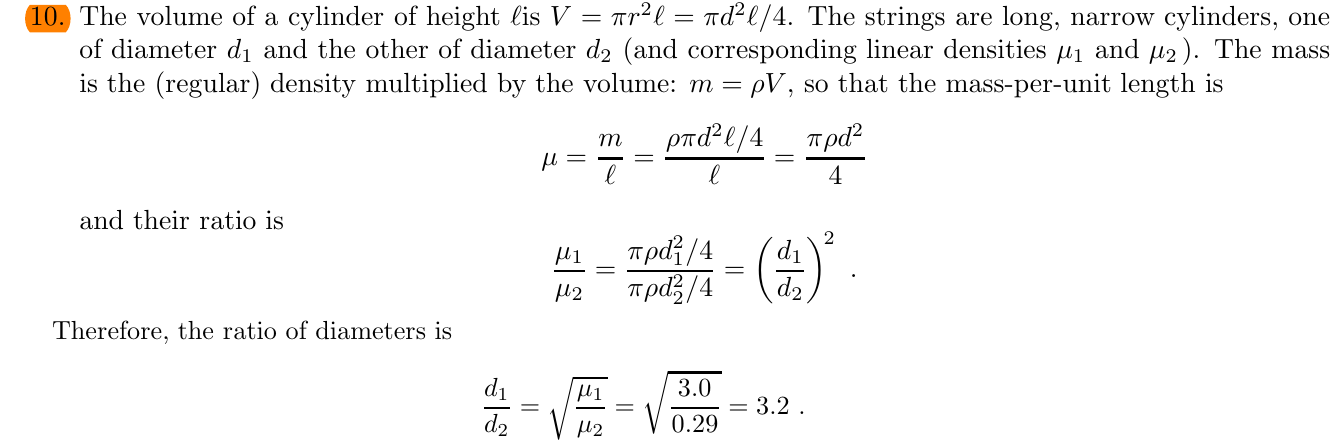 10. The volume of a cylinder of height ℓis V = πr²ℓ = πd²ℓ/4. The strings are long, narrow cylinders, one
of diameter d₁ and the other of diameter d₂ (and corresponding linear densities μ₁ and μ₂). The mass
is the (regular) density multiplied by the volume: m = ρV, so that the mass-per-unit length is
μ = m/ℓ = (ρπd²ℓ/4)/ℓ = πρd²/4
and their ratio is
μ₁/μ₂ = (πρd₁²/4)/(πρd₂²/4) = (d₁/d₂)² .
Therefore, the ratio of diameters is
d₁/d₂ = √(μ₁/μ₂) = √(3.0/0.29) = 3.2 .